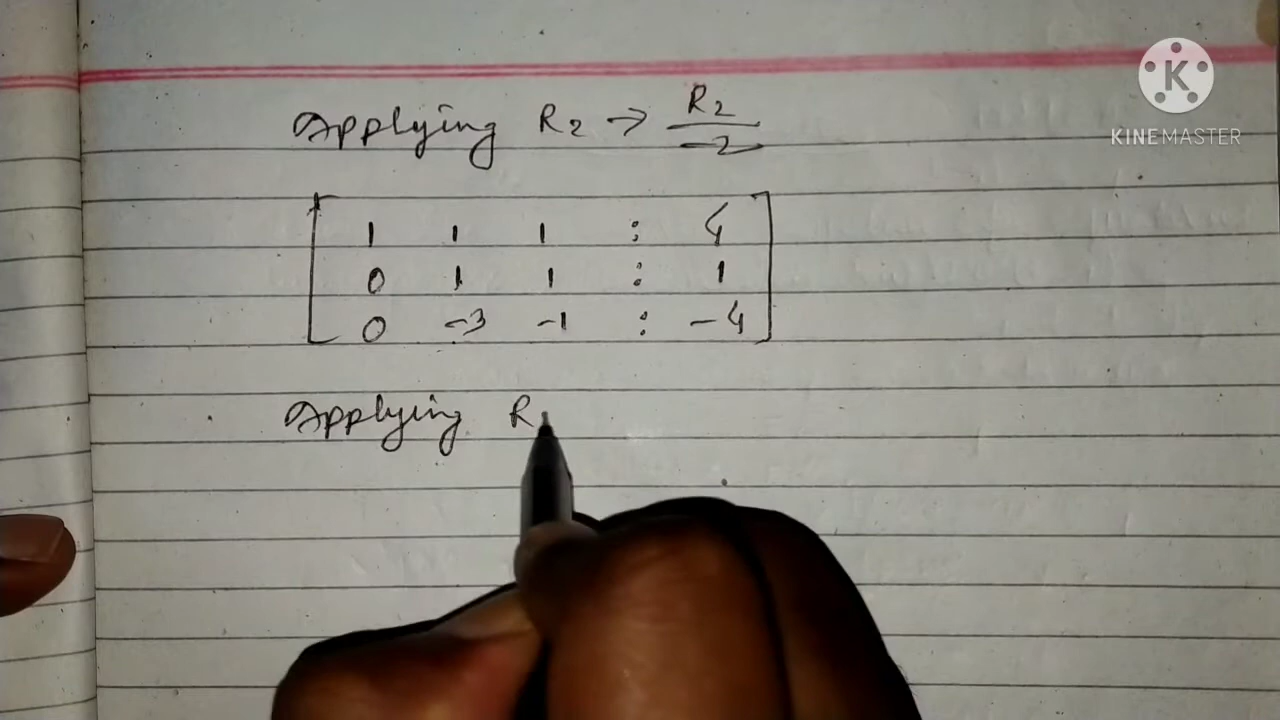 Applying R2 → R2/-2
K
KINEMASTER
1 1 1 : 4
0 1 1 : 1
0 -3 -1 : -4
Applying R